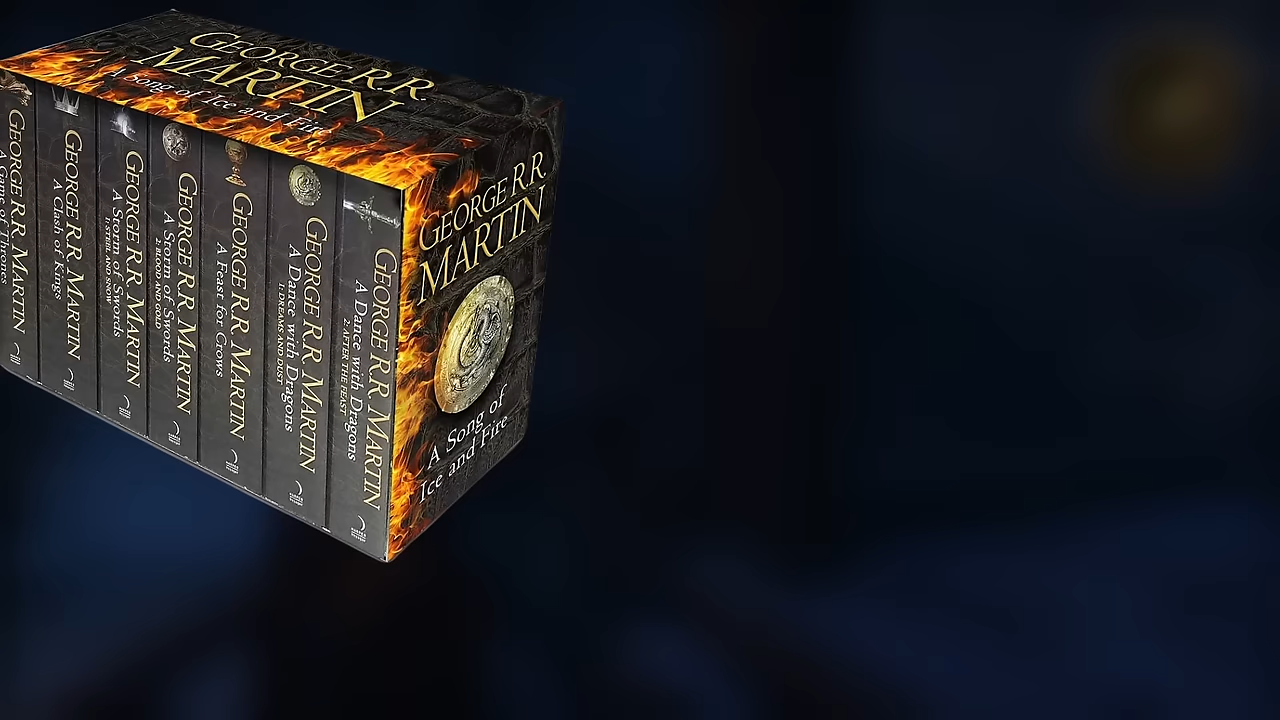 GEORGE R.R.
MARTIN
A Song of Ice and Fire
GEORGE R.R. MARTIN
A Game of Thrones
GEORGE R.R. MARTIN
A Clash of Kings
GEORGE R.R. MARTIN
A Storm of Swords
1: STEEL AND SNOW
GEORGE R.R. MARTIN
A Storm of Swords
2: BLOOD AND GOLD
GEORGE R.R. MARTIN
A Feast for Crows
GEORGE R.R. MARTIN
A Dance with Dragons
1: DREAMS AND DUST
GEORGE R.R. MARTIN
A Dance with Dragons
2: AFTER THE FEAST
GEORGE R.R.
MARTIN
A Song of
Ice and Fire